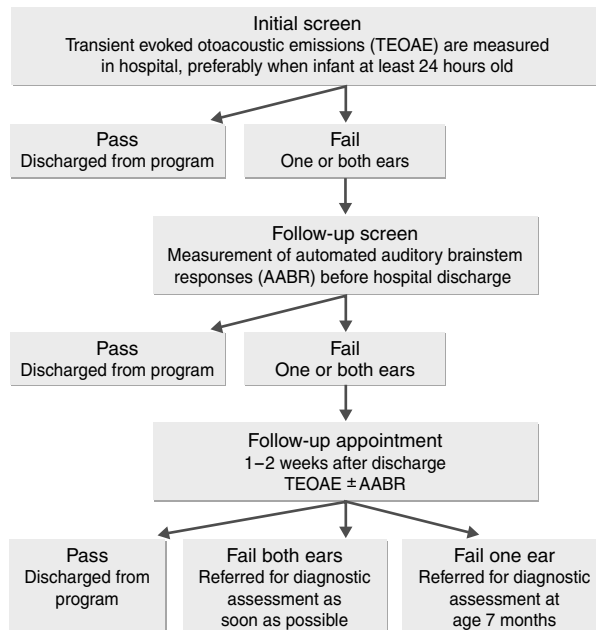 Initial screen
Transient evoked otoacoustic emissions (TEOAE) are measured
in hospital, preferably when infant at least 24 hours old
Pass
Discharged from program
Fail
One or both ears
Follow-up screen
Measurement of automated auditory brainstem
responses (AABR) before hospital discharge
Pass
Discharged from program
Fail
One or both ears
Follow-up appointment
1–2 weeks after discharge
TEOAE ± AABR
Pass
Discharged from
program
Fail both ears
Referred for diagnostic
assessment as
soon as possible
Fail one ear
Referred for diagnostic
assessment at
age 7 months